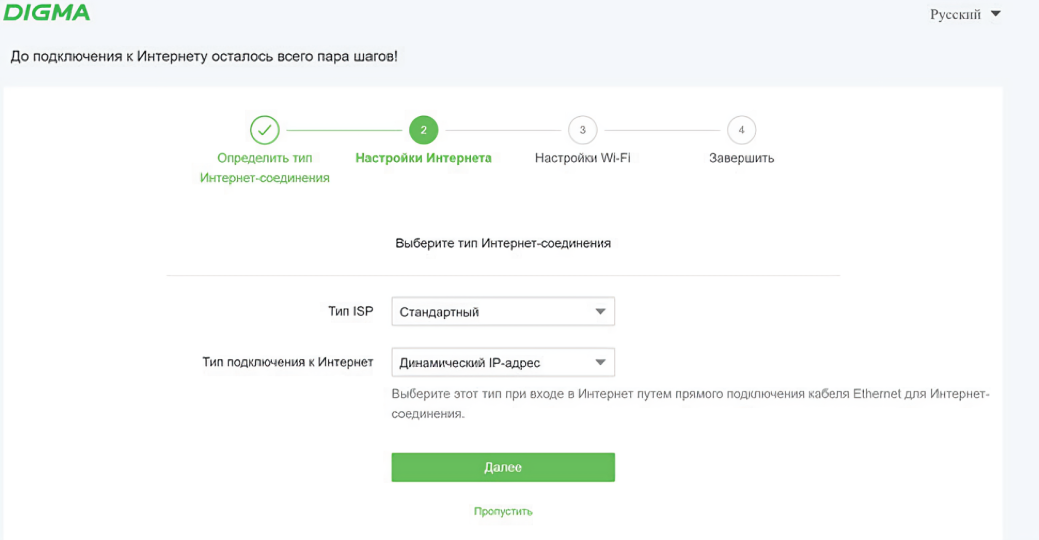 DIGMA
Русский
До подключения к Интернету осталось всего пара шагов!
2
3
4
Определить тип
Интернет-соединения
Настройки Интернета
Настройки Wi-Fi
Завершить
Выберите тип Интернет-соединения
Тип ISP
Стандартный
Тип подключения к Интернет
Динамический IP-адрес
Выберите этот тип при входе в Интернет путем прямого подключения кабеля Ethernet для Интернет-
соединения.
Далее
Пропустить